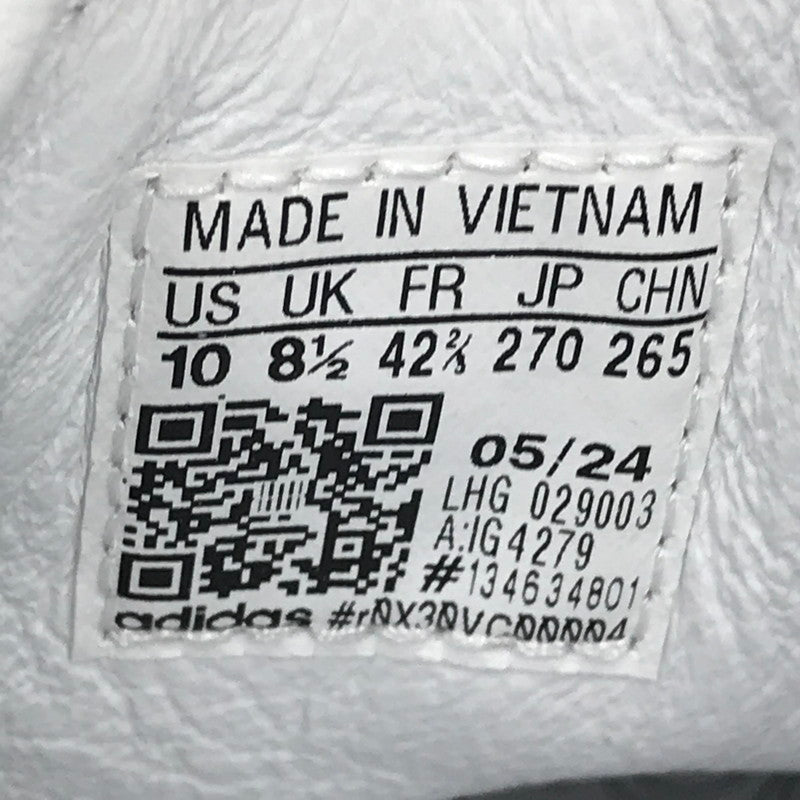 MADE IN VIETNAM
US UK FR JP CHN
10 8½ 42⅔ 270 265
05/24
LHG 029003
A:IG4279
#134634801
adidas